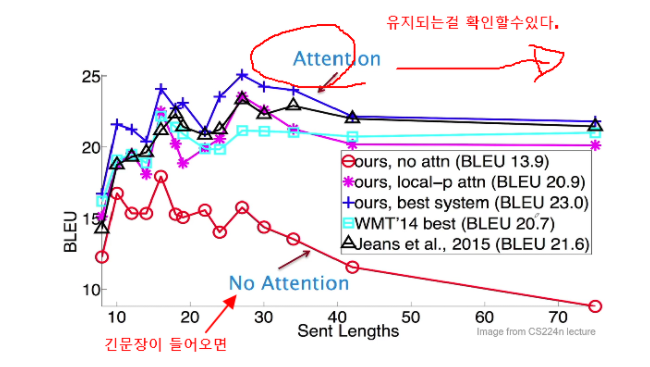 유지되는걸 확인할수있다.
Attention
25
20
15
10
BLEU
ours, no attn (BLEU 13.9)
ours, local-p attn (BLEU 20.9)
ours, best system (BLEU 23.0)
WMT'14 best (BLEU 20.7)
Jeans et al., 2015 (BLEU 21.6)
No Attention
10 20 30 40 50 60 70
Sent Lengths
Image from CS224n lecture
긴문장이 들어오면